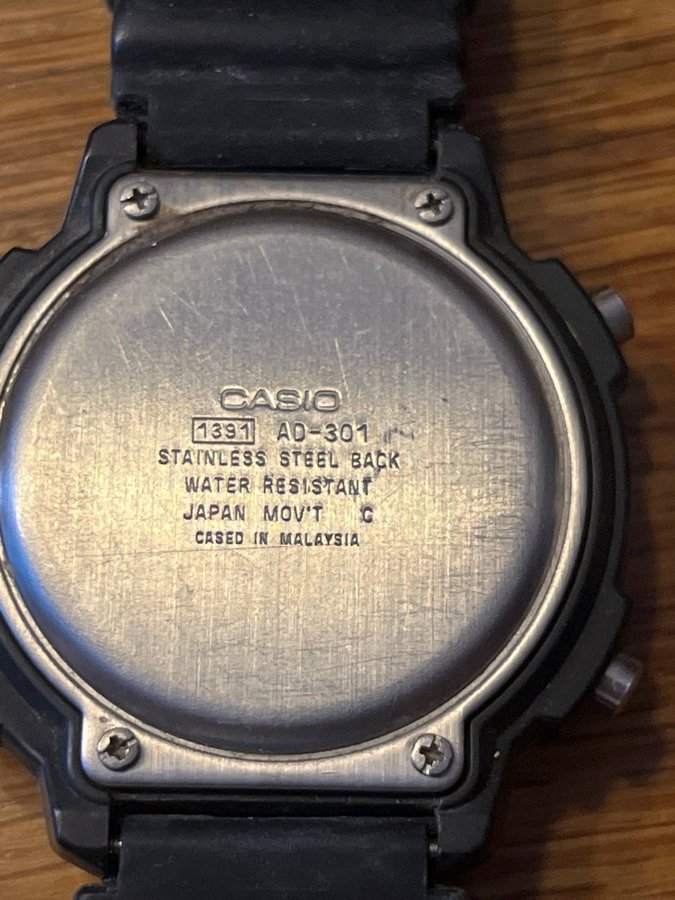 CASIO
1391 AD-301
STAINLESS STEEL BACK
WATER RESISTANT
JAPAN MOV'T C
CASED IN MALAYSIA